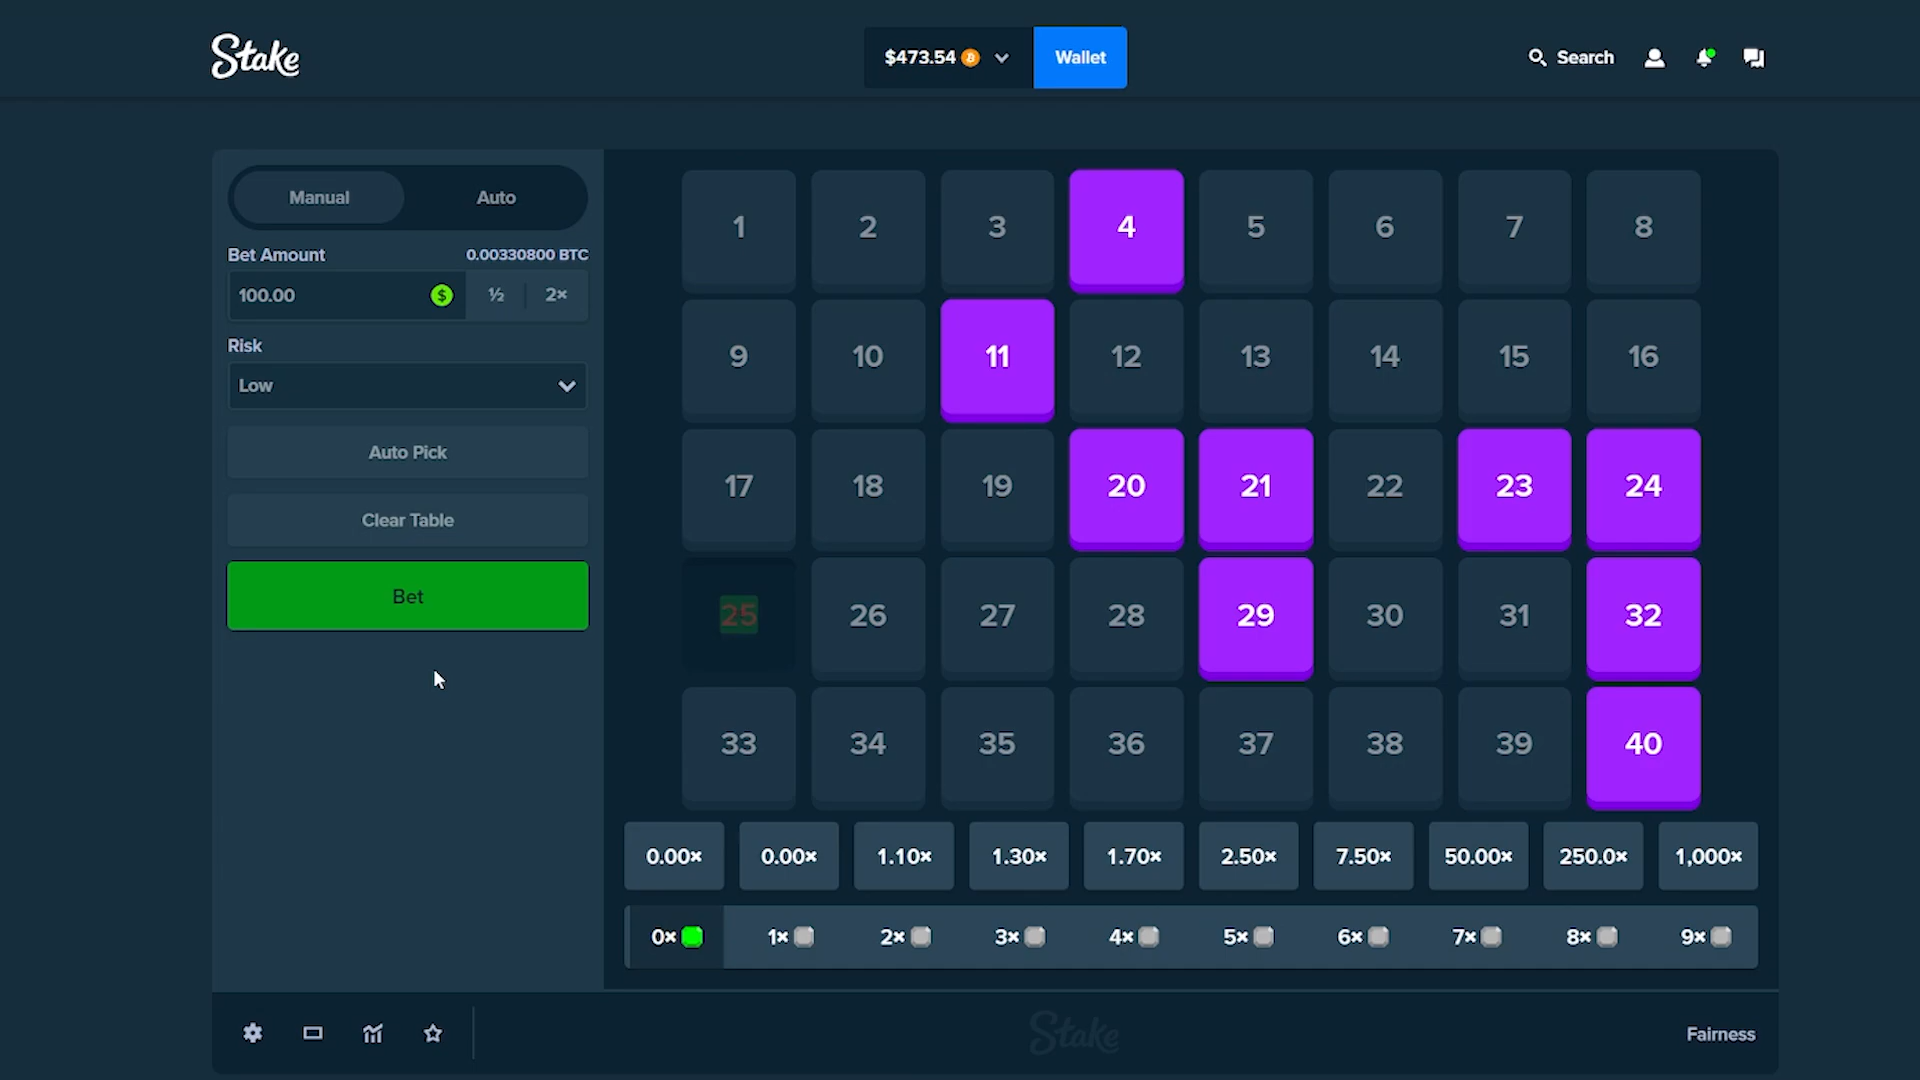 Stake
$473.54
Wallet
Search
Manual Auto
Bet Amount 0.00330800 BTC
100.00 $ ½ 2×
Risk
Low
Auto Pick
Clear Table
Bet
1 2 3 4 5 6 7 8
9 10 11 12 13 14 15 16
17 18 19 20 21 22 23 24
25 26 27 28 29 30 31 32
33 34 35 36 37 38 39 40
0.00× 0.00× 1.10× 1.30× 1.70× 2.50× 7.50× 50.00× 250.0× 1,000×
0× 1× 2× 3× 4× 5× 6× 7× 8× 9×
Stake
Fairness